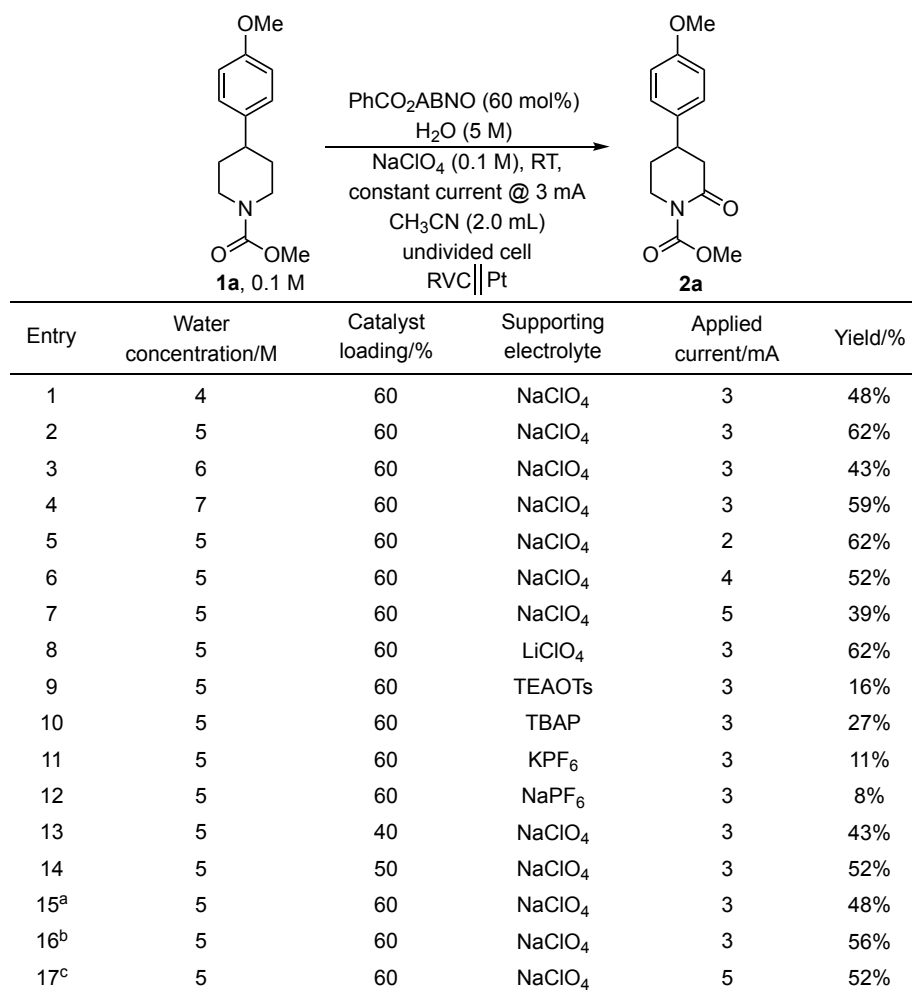 OMe
OMe
PhCO2ABNO (60 mol%)
H2O (5 M)
NaClO4 (0.1 M), RT,
constant current @ 3 mA
CH3CN (2.0 mL)
undivided cell
RVC Pt
N
N
O
O
OMe
O
OMe
1a, 0.1 M
2a
Entry Water concentration/M Catalyst loading/% Supporting electrolyte Applied current/mA Yield/%
1 4 60 NaClO4 3 48%
2 5 60 NaClO4 3 62%
3 6 60 NaClO4 3 43%
4 7 60 NaClO4 3 59%
5 5 60 NaClO4 2 62%
6 5 60 NaClO4 4 52%
7 5 60 NaClO4 5 39%
8 5 60 LiClO4 3 62%
9 5 60 TEAOTs 3 16%
10 5 60 TBAP 3 27%
11 5 60 KPF6 3 11%
12 5 60 NaPF6 3 8%
13 5 40 NaClO4 3 43%
14 5 50 NaClO4 3 52%
15a 5 60 NaClO4 3 48%
16b 5 60 NaClO4 3 56%
17c 5 60 NaClO4 5 52%